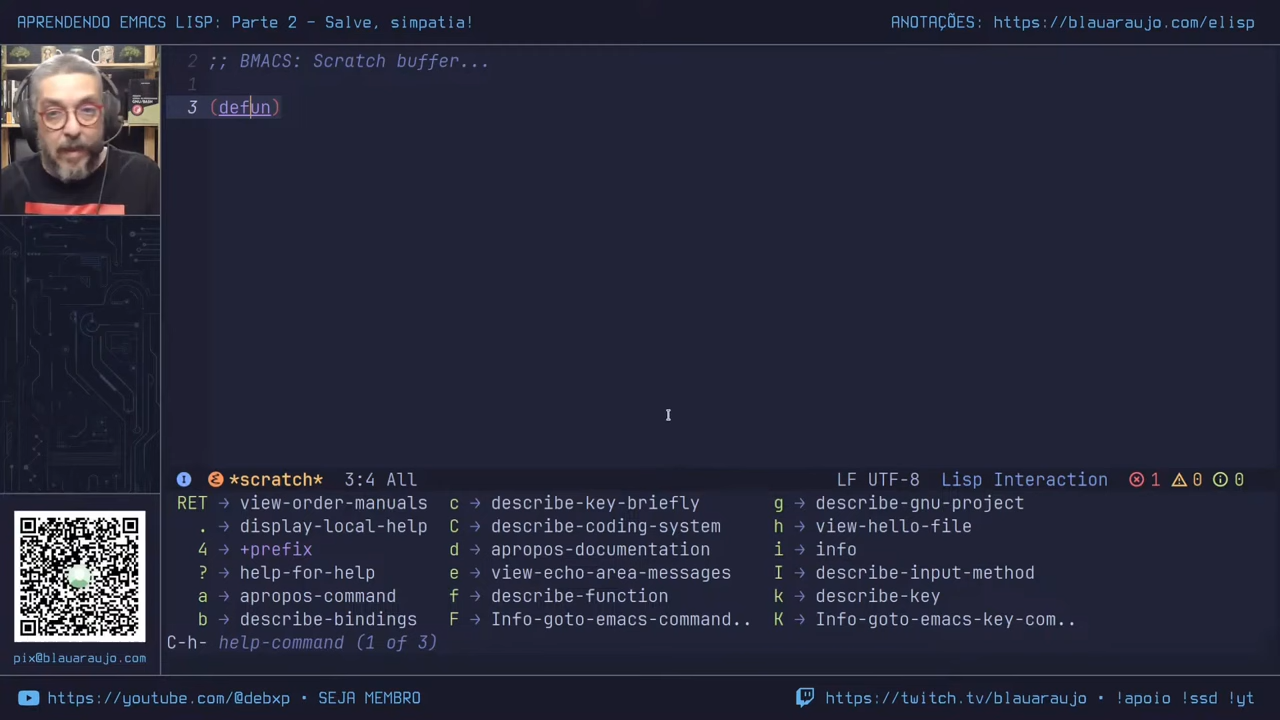 APRENDENDO EMACS LISP: Parte 2 - Salve, simpatia!
ANOTAÇÕES: https://blauaraujo.com/elisp
2 ;; BMACS: Scratch buffer...
1
3 (defun)
I *scratch* 3:4 All LF UTF-8 Lisp Interaction 1 0 0
RET → view-order-manuals c → describe-key-briefly g → describe-gnu-project
. → display-local-help C → describe-coding-system h → view-hello-file
4 → +prefix d → apropos-documentation i → info
? → help-for-help e → view-echo-area-messages I → describe-input-method
a → apropos-command f → describe-function k → describe-key
b → describe-bindings F → Info-goto-emacs-command.. K → Info-goto-emacs-key-com..
C-h- help-command (1 of 3)
pix@blauaraujo.com
https://youtube.com/@debxp • SEJA MEMBRO
https://twitch.tv/blauaraujo • !apoio !ssd !yt